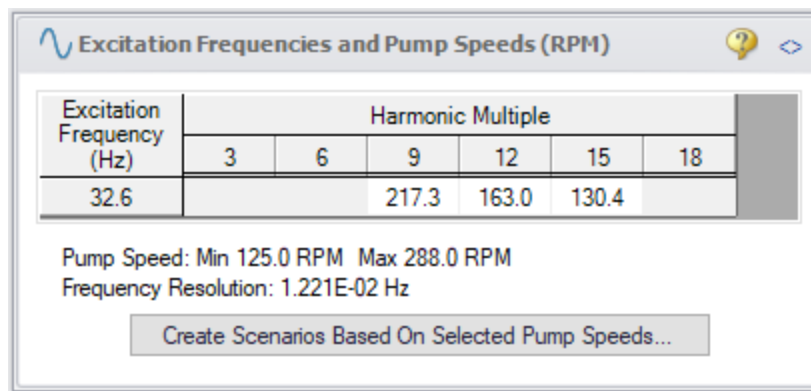 Excitation Frequencies and Pump Speeds (RPM)
Excitation Frequency (Hz) Harmonic Multiple
3 6 9 12 15 18
32.6 217.3 163.0 130.4
Pump Speed: Min 125.0 RPM Max 288.0 RPM
Frequency Resolution: 1.221E-02 Hz
Create Scenarios Based On Selected Pump Speeds...